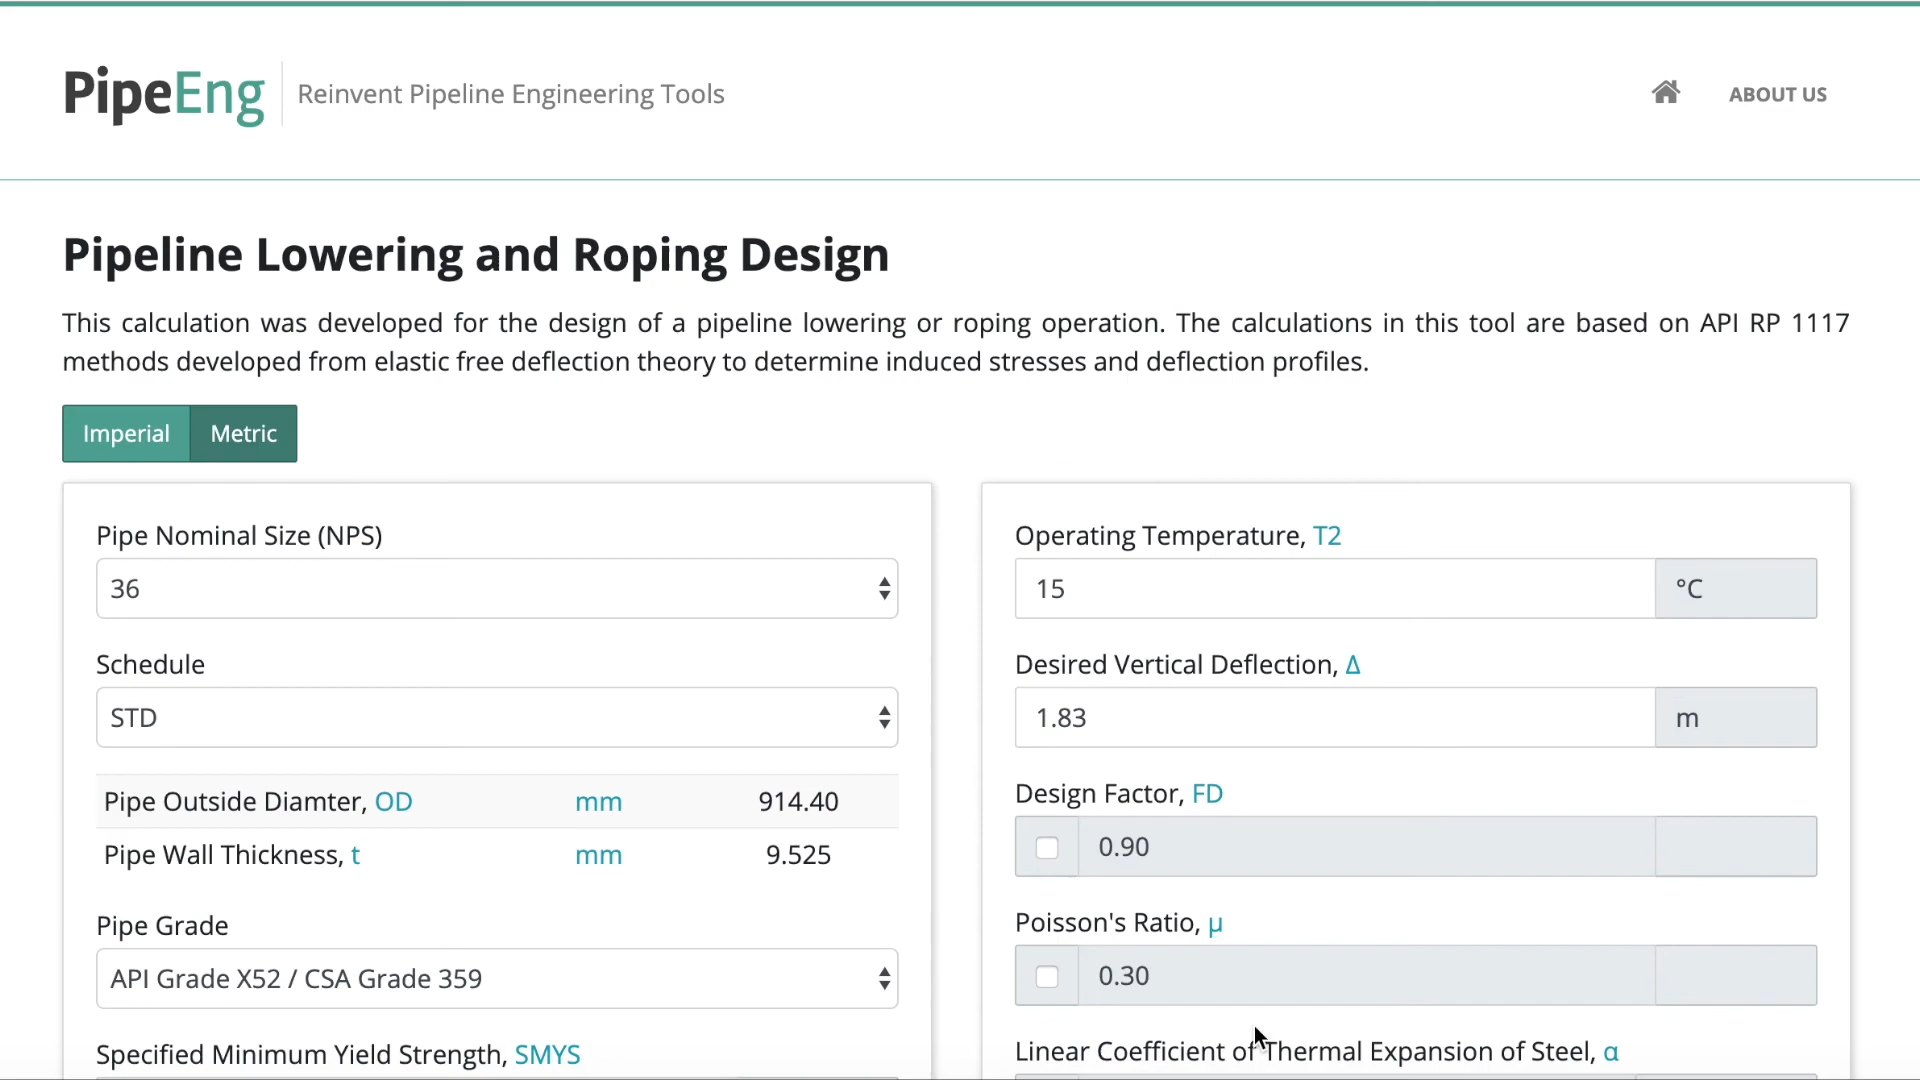 PipeEng
Reinvent Pipeline Engineering Tools
ABOUT US
Pipeline Lowering and Roping Design
This calculation was developed for the design of a pipeline lowering or roping operation. The calculations in this tool are based on API RP 1117
methods developed from elastic free deflection theory to determine induced stresses and deflection profiles.
Imperial
Metric
Pipe Nominal Size (NPS)
36
Schedule
STD
Pipe Outside Diamter, OD mm 914.40
Pipe Wall Thickness, t mm 9.525
Pipe Grade
API Grade X52 / CSA Grade 359
Specified Minimum Yield Strength, SMYS
Operating Temperature, T2
15 °C
Desired Vertical Deflection, Δ
1.83 m
Design Factor, FD
0.90
Poisson's Ratio, μ
0.30
Linear Coefficient of Thermal Expansion of Steel, α